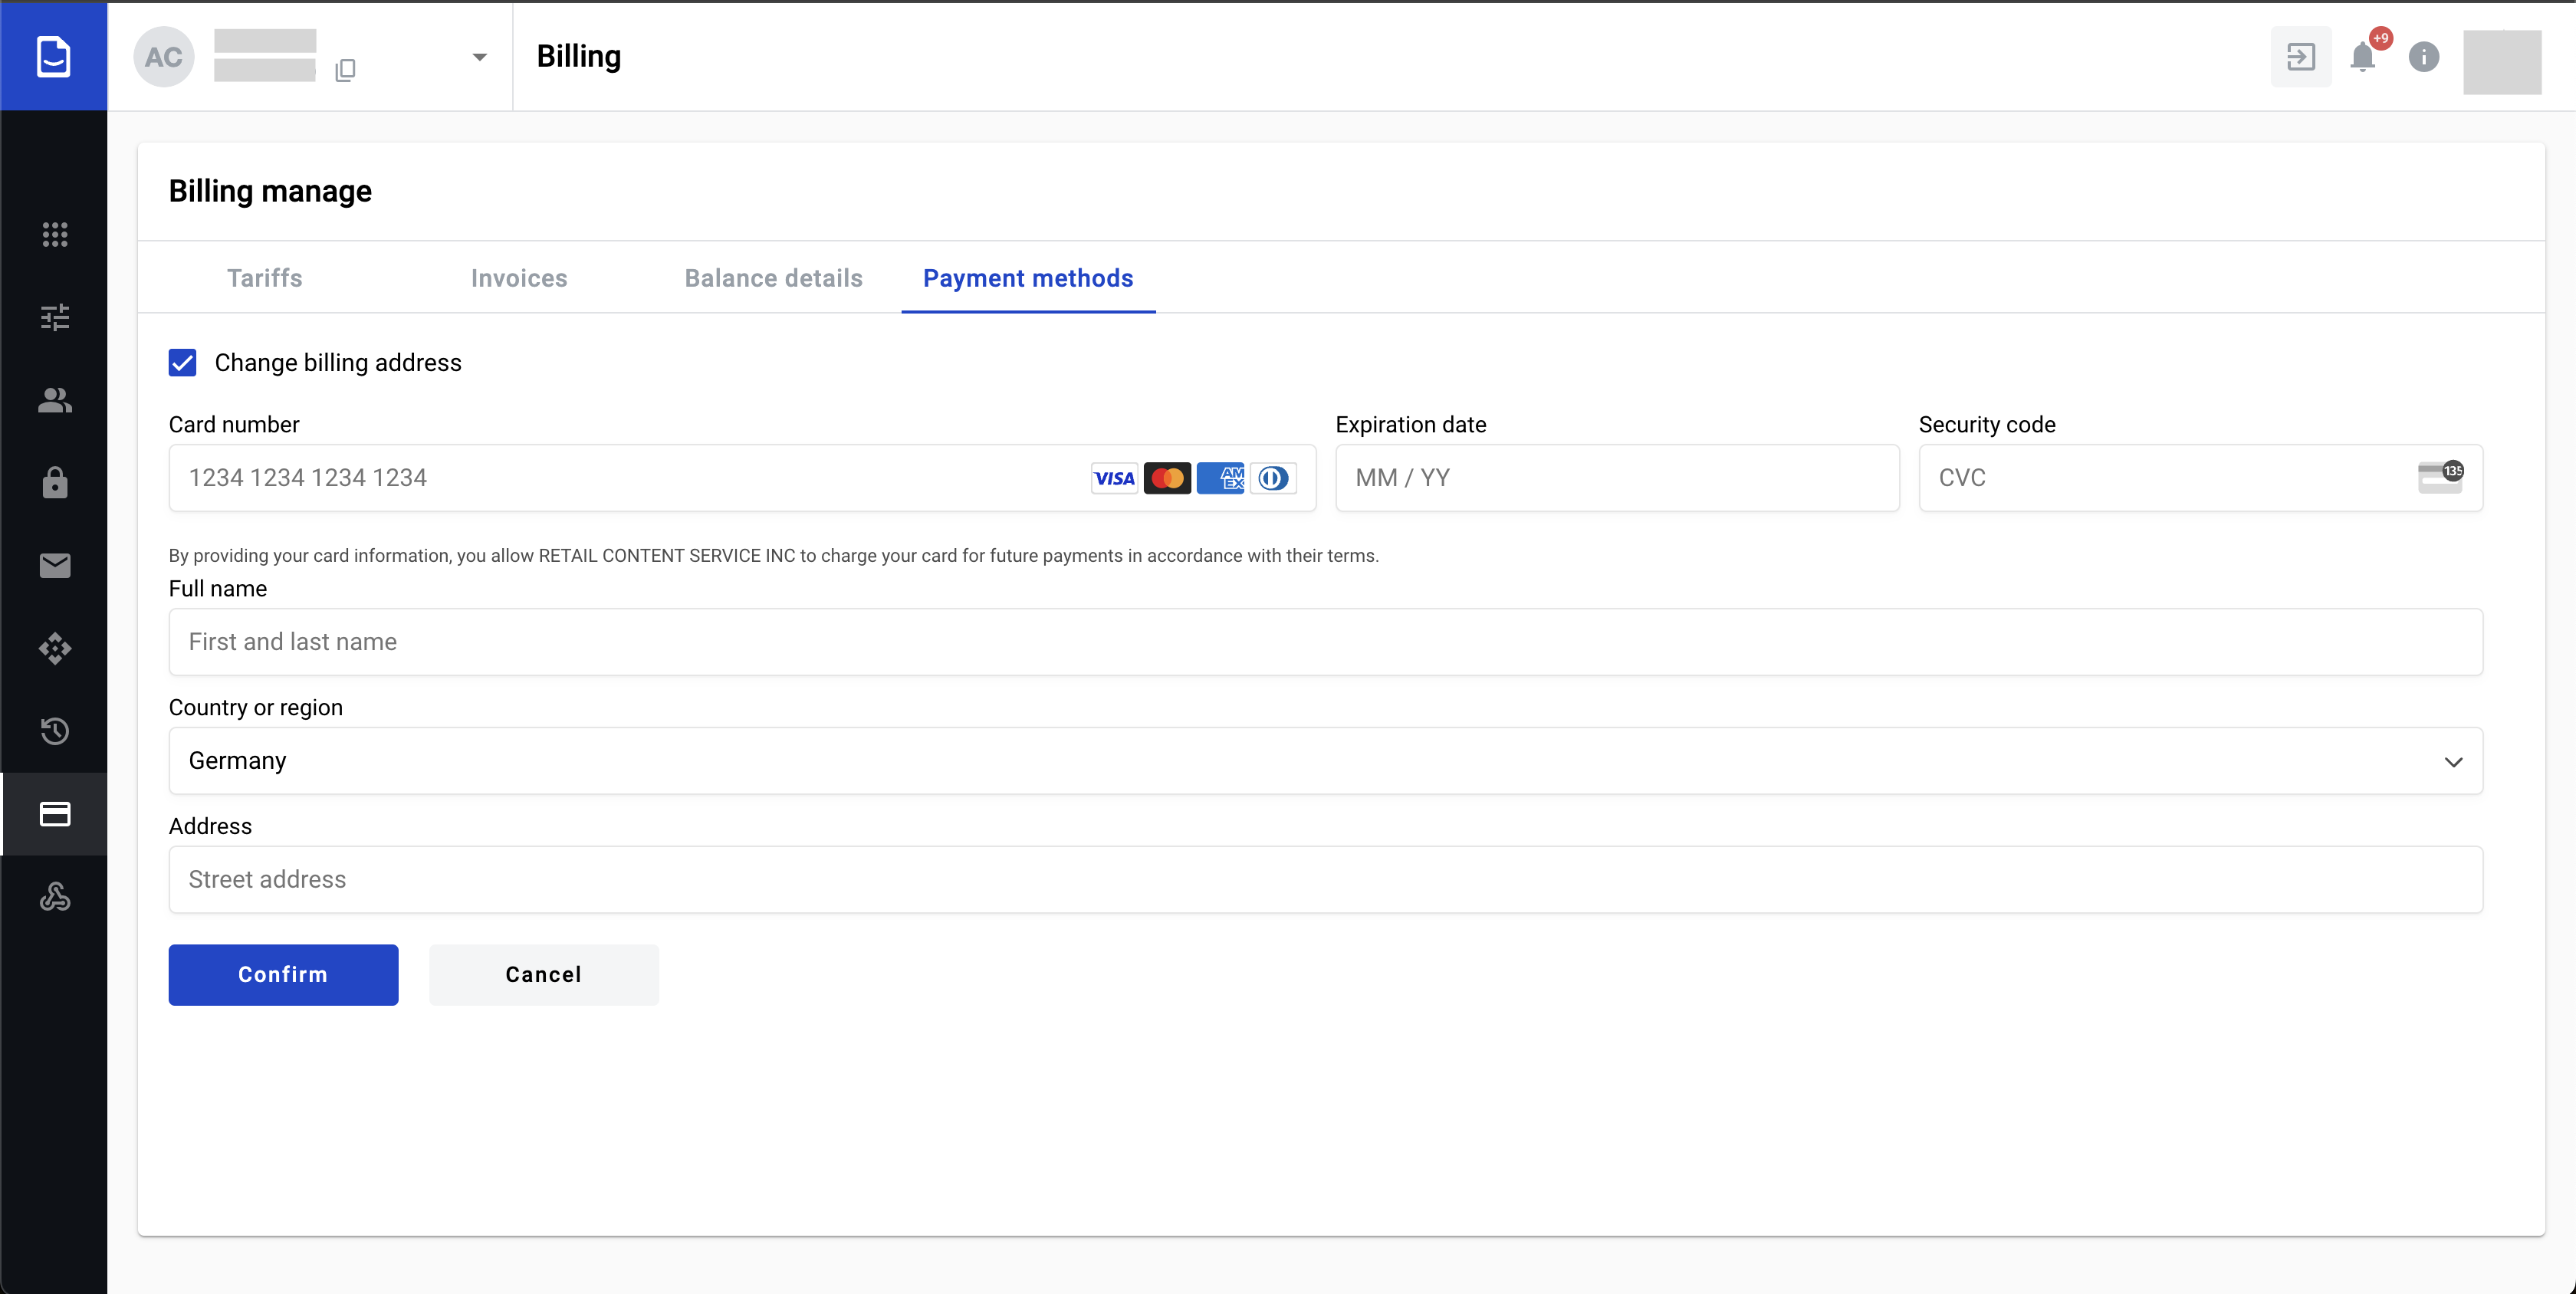 AC
Billing
+9
Billing manage
Tariffs
Invoices
Balance details
Payment methods
Change billing address
Card number
Expiration date
Security code
1234 1234 1234 1234
VISA
AM
EX
MM / YY
CVC
135
By providing your card information, you allow RETAIL CONTENT SERVICE INC to charge your card for future payments in accordance with their terms.
Full name
First and last name
Country or region
Germany
Address
Street address
Confirm
Cancel